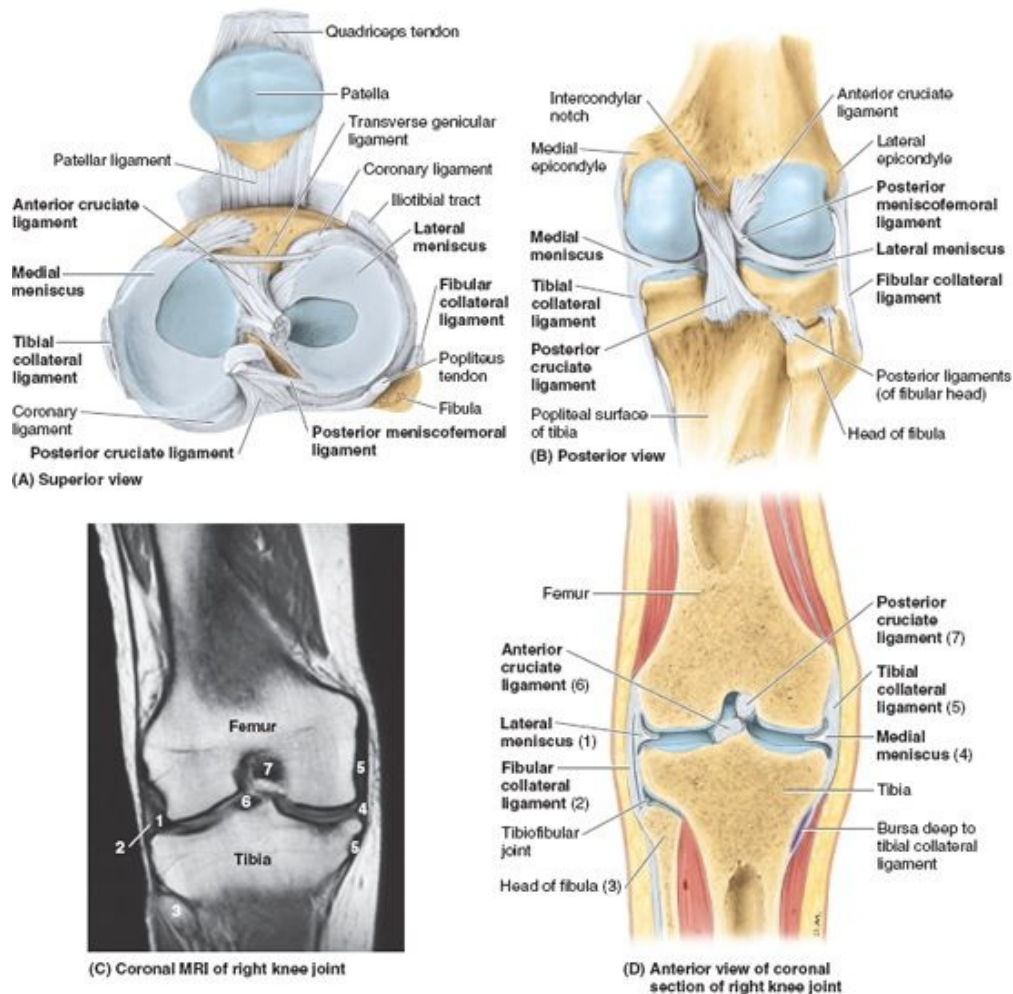 Quadriceps tendon
Patella
Transverse genicular
ligament
Patellar ligament
Coronary ligament
Anterior cruciate
ligament
Iliotibial tract
Lateral
meniscus
Medial
meniscus
Fibular
collateral
ligament
Tibial
collateral
ligament
Popliteus
tendon
Coronary
ligament
Fibula
Posterior cruciate ligament
Posterior meniscofemoral
ligament
(A) Superior view
Intercondylar
notch
Anterior cruciate
ligament
Medial
epicondyle
Lateral
epicondyle
Posterior
meniscofemoral
ligament
Medial
meniscus
Lateral meniscus
Tibial
collateral
ligament
Fibular collateral
ligament
Posterior
cruciate
ligament
Posterior ligaments
(of fibular head)
Popliteal surface
of tibia
Head of fibula
(B) Posterior view
Femur
7
5
6
4
1
2
5
Tibia
3
(C) Coronal MRI of right knee joint
Femur
Posterior
cruciate
ligament (7)
Anterior
cruciate
ligament (6)
Tibial
collateral
ligament (5)
Lateral
meniscus (1)
Medial
meniscus (4)
Fibular
collateral
ligament (2)
Tibia
Tibiofibular
joint
Bursa deep to
tibial collateral
ligament
Head of fibula (3)
(D) Anterior view of coronal
section of right knee joint